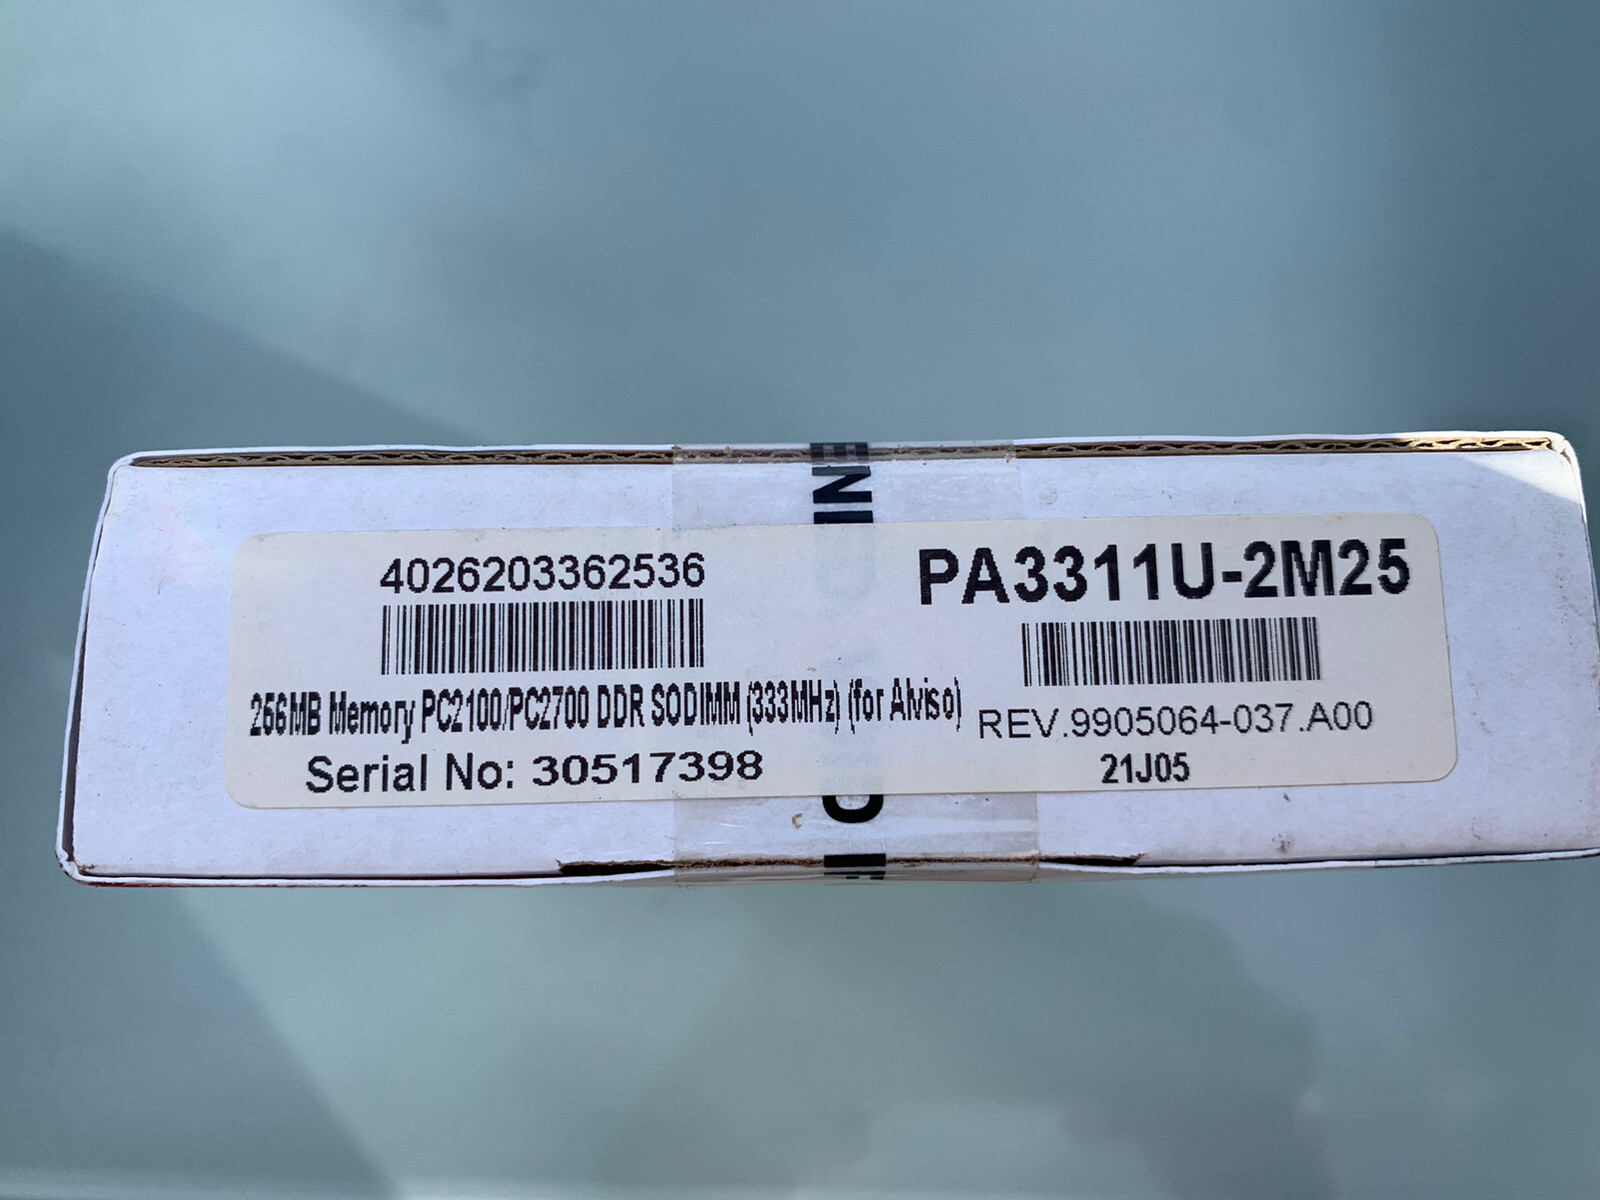 4026203362536
PA3311U-2M25
256MB Memory PC2100/PC2700 DDR SODIMM (333MHz) (for Alviso)
REV.9905064-037.A00
Serial No: 30517398
21J05